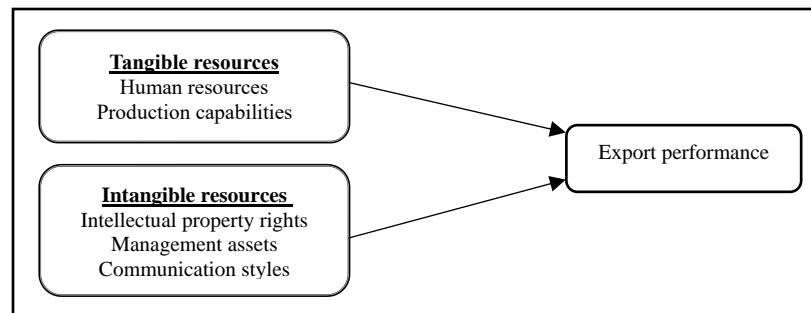 Tangible resources
Human resources
Production capabilities
Export performance
Intangible resources
Intellectual property rights
Management assets
Communication styles